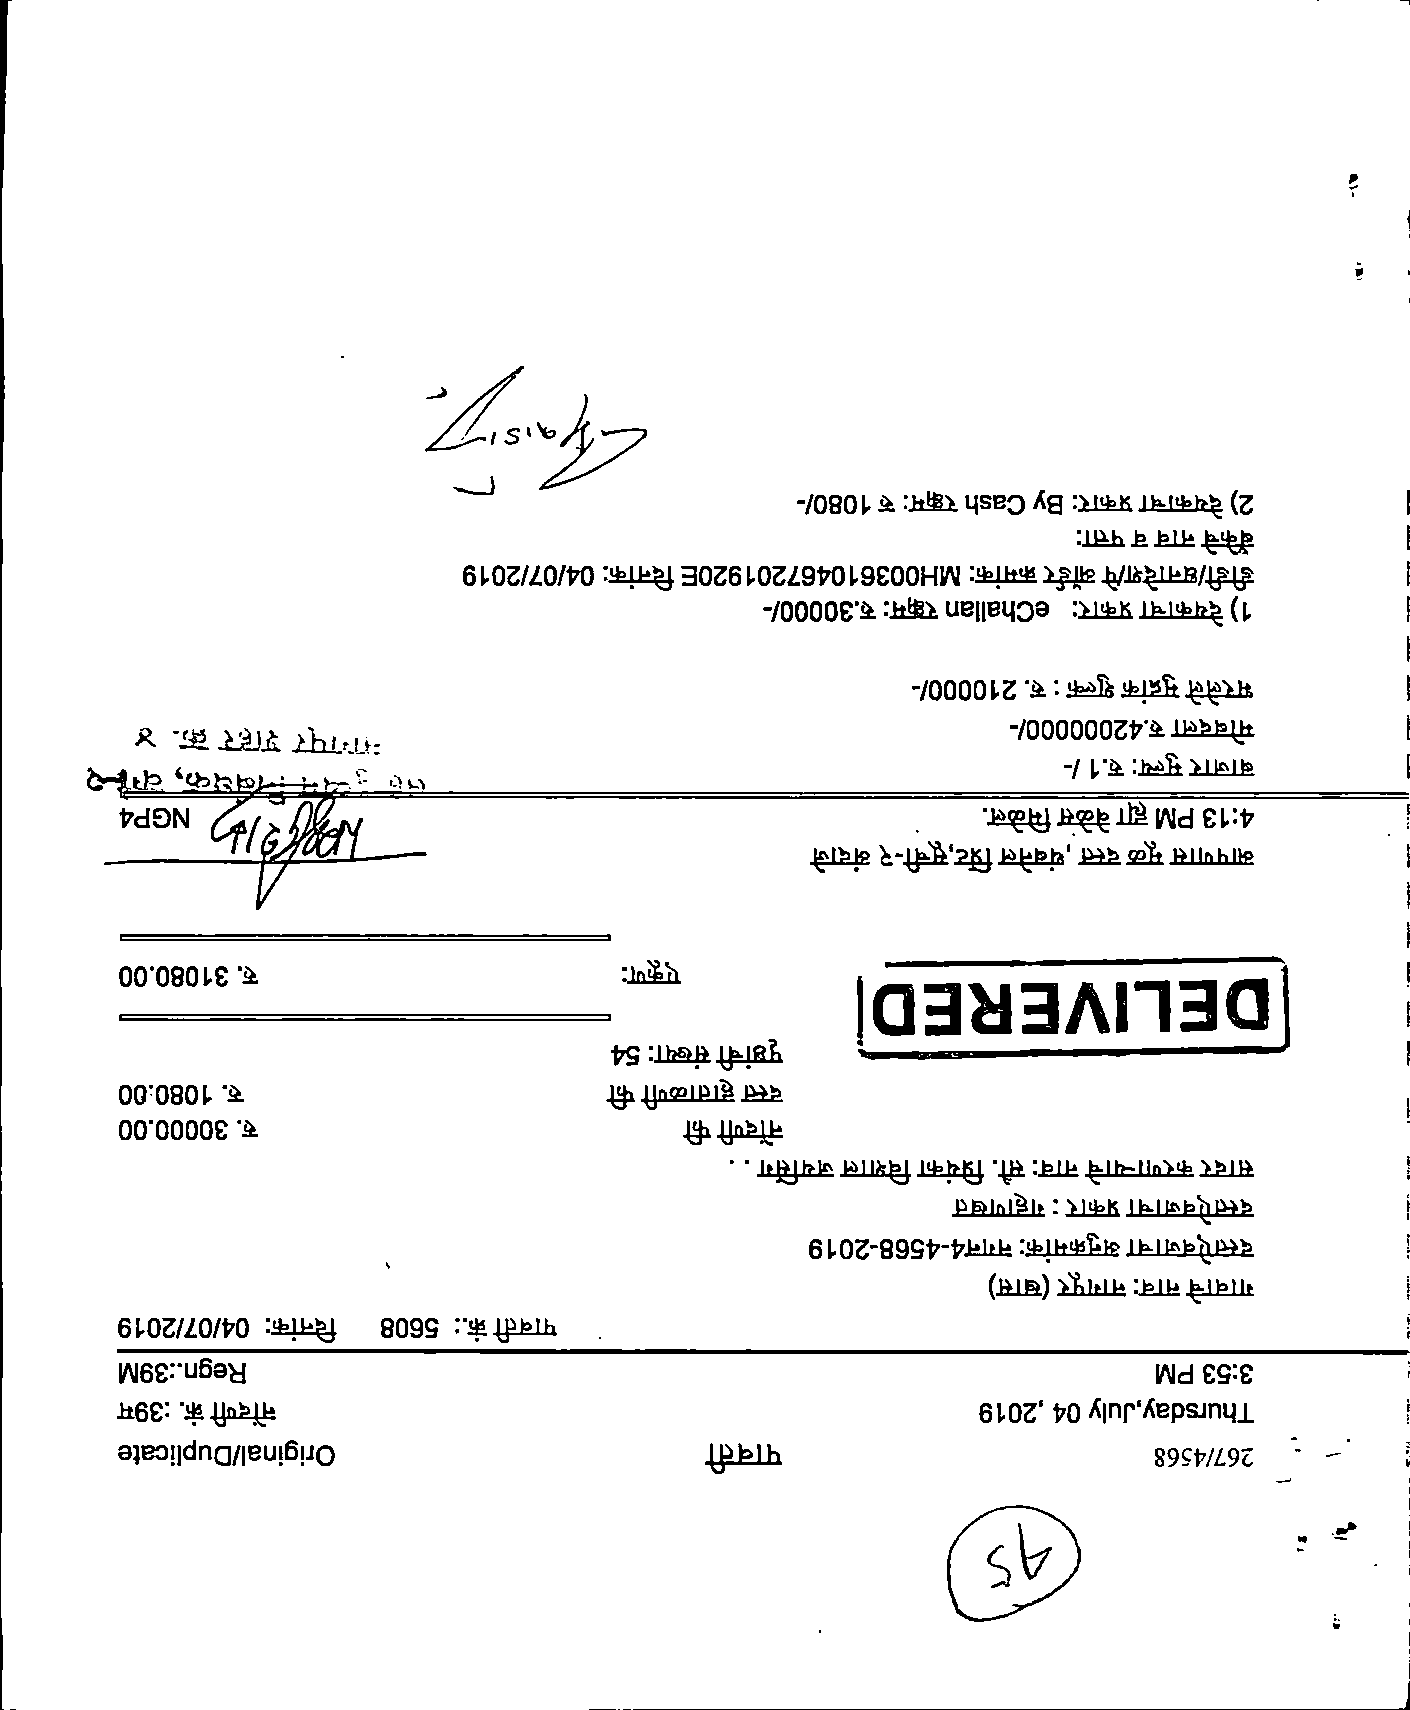 45
267/4568 पावती Original/Duplicate
Thursday,July 04 ,2019 नोंदणी क्रं. :39म
3:53 PM Regn.:39M
पावती क्रं.: 5608 दिनांक: 04/07/2019
गावाचे नाव: नागपूर (खास)
दस्तऐवजाचा अनुक्रमांक: नगन4-4568-2019
दस्तऐवजाचा प्रकार : गहाणखत
सादर करणाऱ्याचे नाव: सौ. प्रियंका विशाल जयसिंग . .
नोंदणी फी रु. 30000.00
दस्त हाताळणी फी रु. 1080.00
पृष्ठांची संख्या: 54
DELIVERED
एकूण: रु. 31080.00
आपणास मूळ दस्त ,थंबनेल प्रिंट,सूची-२ अंदाजे
4:13 PM ह्या वेळेस मिळेल.
NGP4
बाजार मुल्य: रु.1 /-
मोबदला रु.42000000/-
भरलेले मुद्रांक शुल्क : रु. 210000/-
नागपूर शहर क्र. ४
1) देयकाचा प्रकार: eChallan रक्कम: रु.30000/-
डीडी/धनादेश/पे ऑर्डर क्रमांक: MH003610467201920E दिनांक: 04/07/2019
बँकेचे नाव व पत्ता:
2) देयकाचा प्रकार: By Cash रक्कम: रु 1080/-